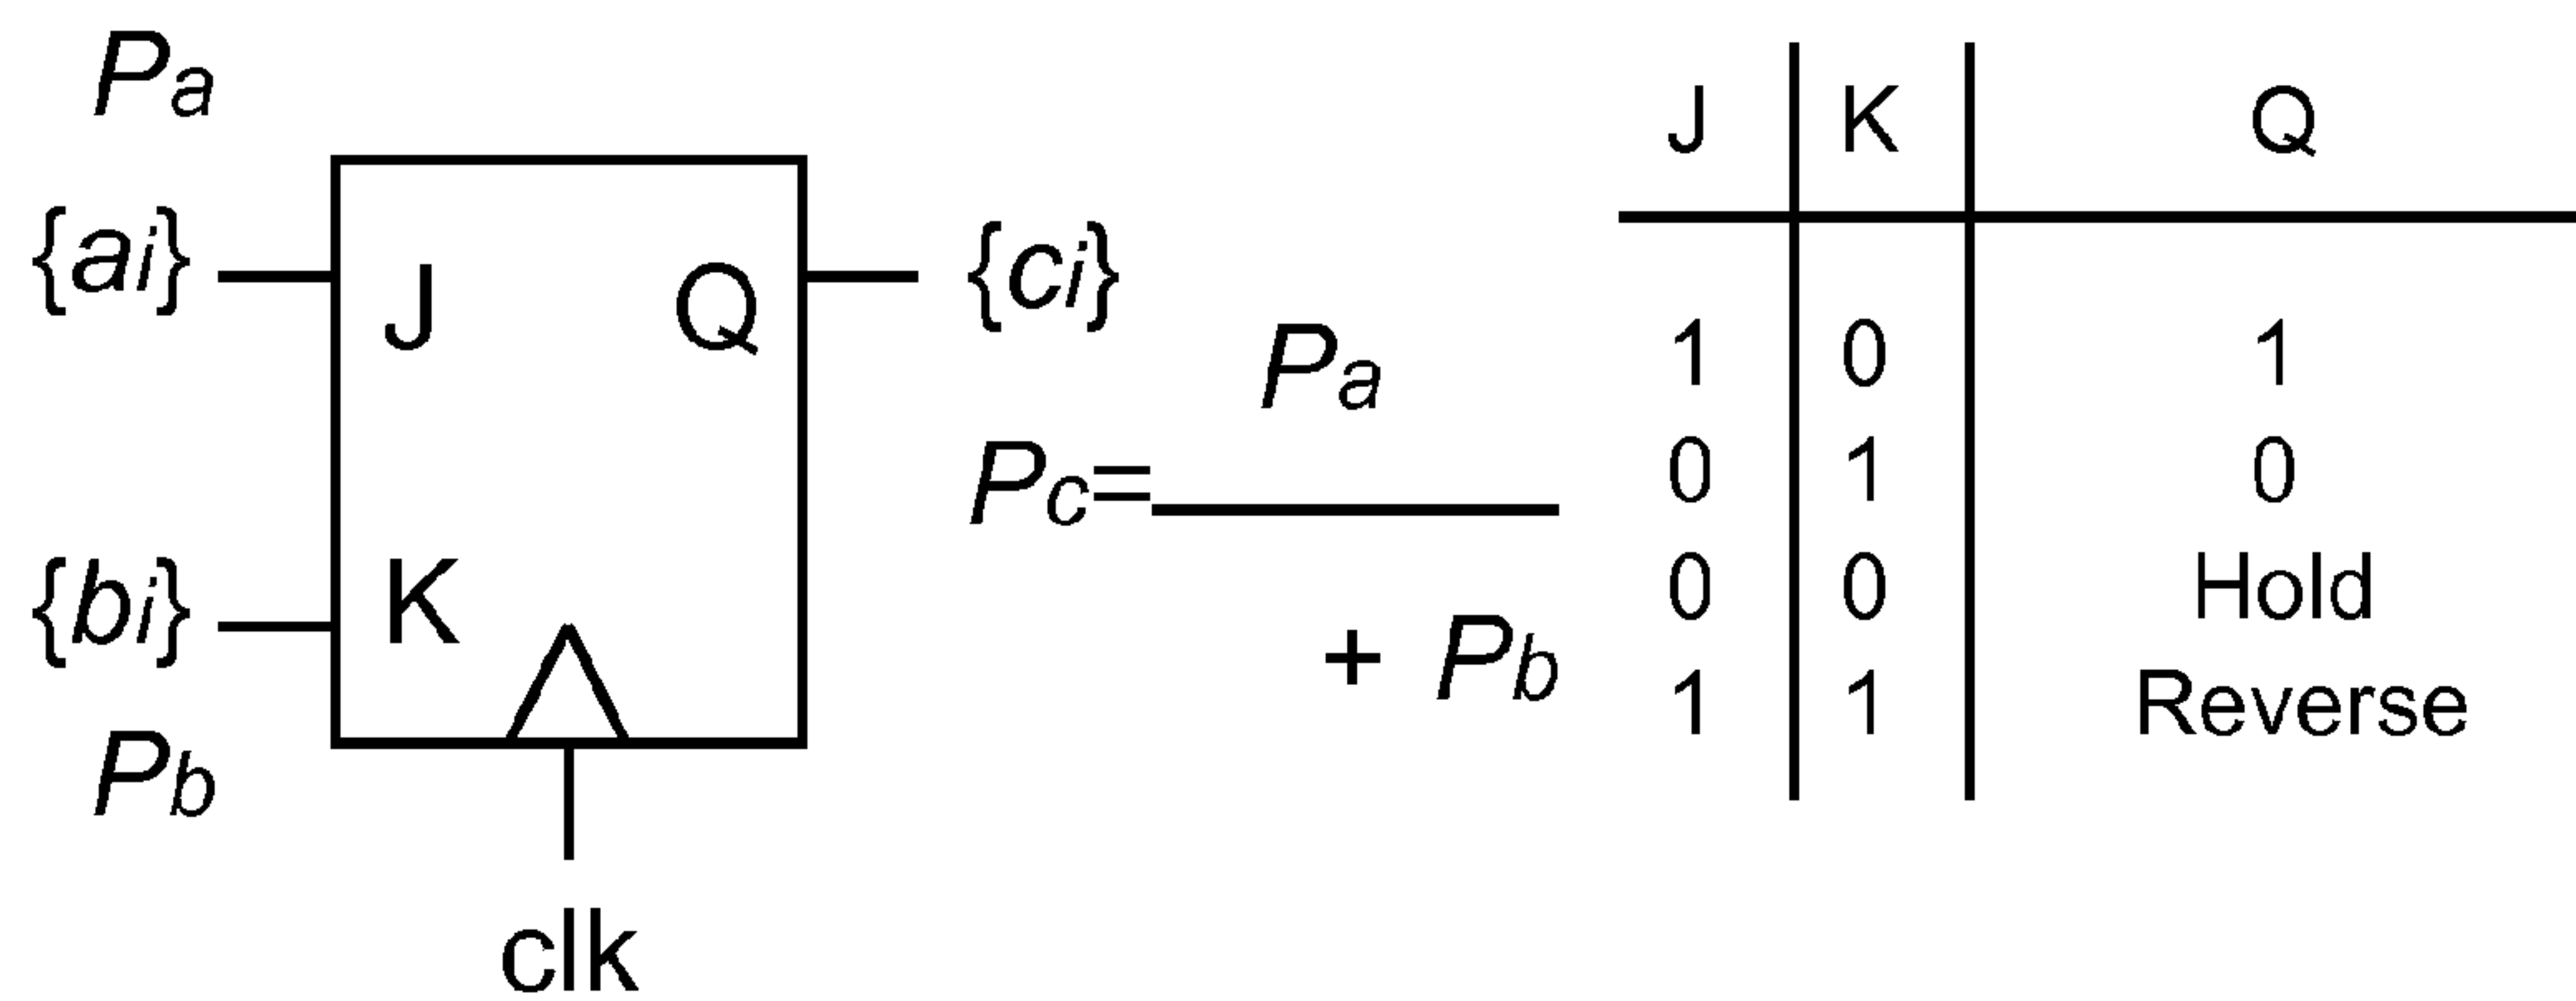 Pa
{ai}
J Q
{ci}
Pc=
Pa
+ Pb
{bi}
K
Pb
clk
J K Q
1 0 1
0 1 0
0 0 Hold
1 1 Reverse